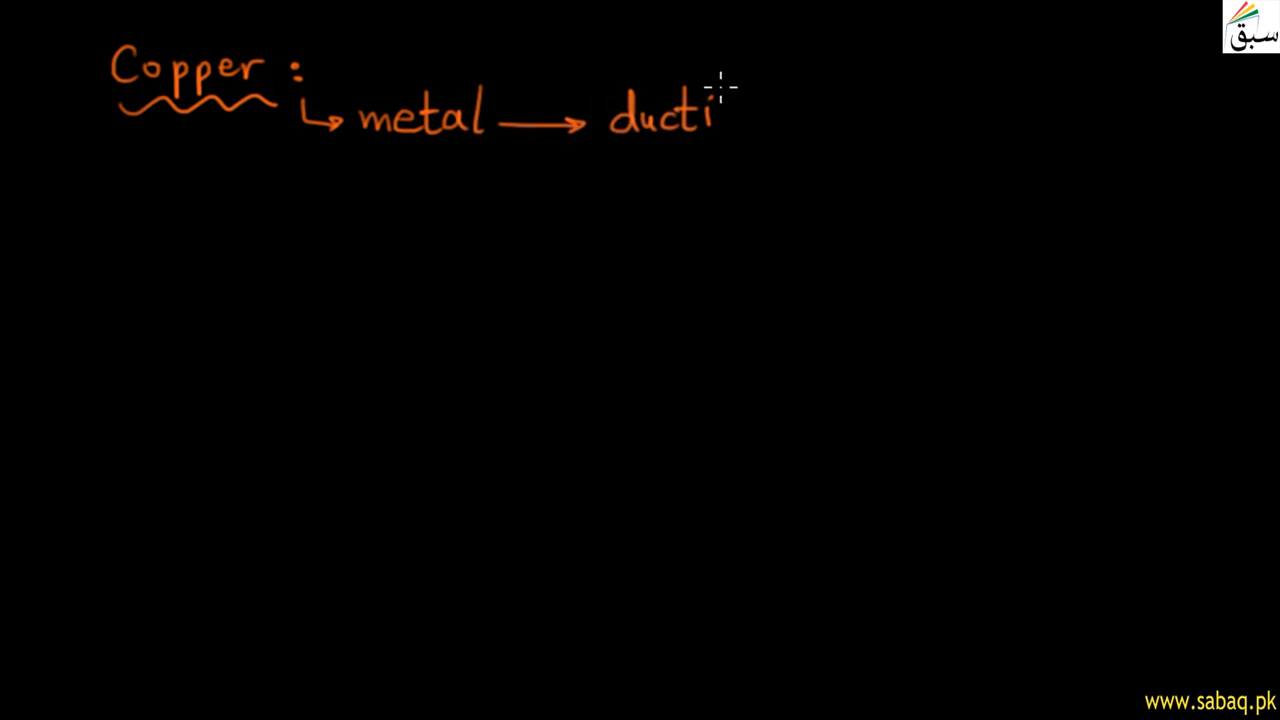 سبق
Copper :
↳ metal → ducti
www.sabaq.pk